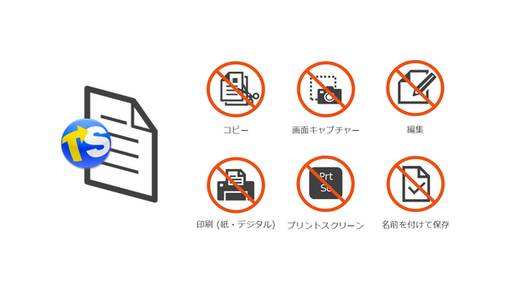 TS
コピー
画面キャプチャー
編集
Prt
Sc
印刷 (紙・デジタル)
プリントスクリーン
名前を付けて保存